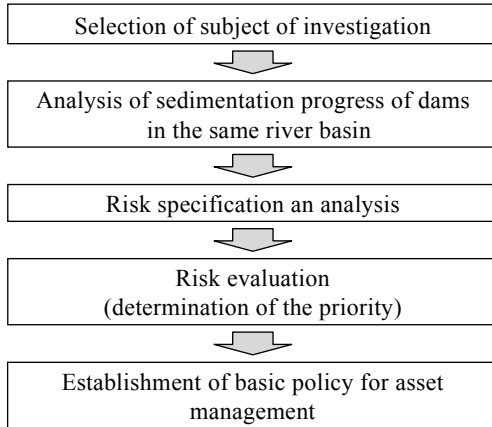 Selection of subject of investigation
Analysis of sedimentation progress of dams
in the same river basin
Risk specification an analysis
Risk evaluation
(determination of the priority)
Establishment of basic policy for asset
management